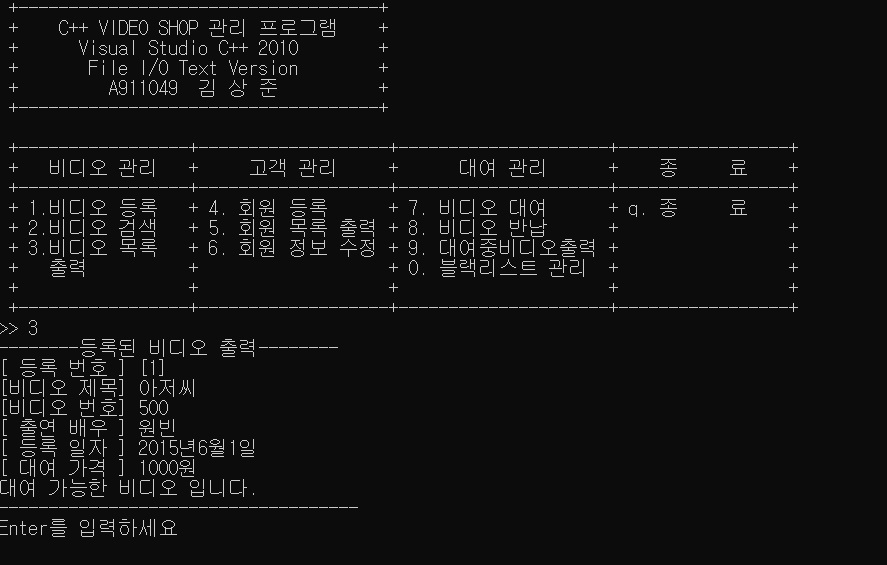 +------------------------------------+
+    C++ VIDEO SHOP 관리 프로그램    +
+      Visual Studio C++ 2010        +
+       File I/O Text Version        +
+         A911049  김 상 준          +
+------------------------------------+
+-----------------+-------------------+---------------------+-----------------+
+   비디오 관리   +     고객 관리     +      대여 관리      +    종     료    +
+-----------------+-------------------+---------------------+-----------------+
+ 1.비디오 등록   + 4. 회원 등록      + 7. 비디오 대여      + q. 종     료    +
+ 2.비디오 검색   + 5. 회원 목록 출력 + 8. 비디오 반납      +                 +
+ 3.비디오 목록   + 6. 회원 정보 수정 + 9. 대여중비디오출력 +                 +
+   출력          +                   + 0. 블랙리스트 관리  +                 +
+                 +                   +                     +                 +
+-----------------+-------------------+---------------------+-----------------+
>> 3
--------등록된 비디오 출력--------
[ 등록 번호 ] [1]
[비디오 제목] 아저씨
[비디오 번호] 500
[ 출연 배우 ] 원빈
[ 등록 일자 ] 2015년6월1일
[ 대여 가격 ] 1000원
대여 가능한 비디오 입니다.
------------------------------------
Enter를 입력하세요